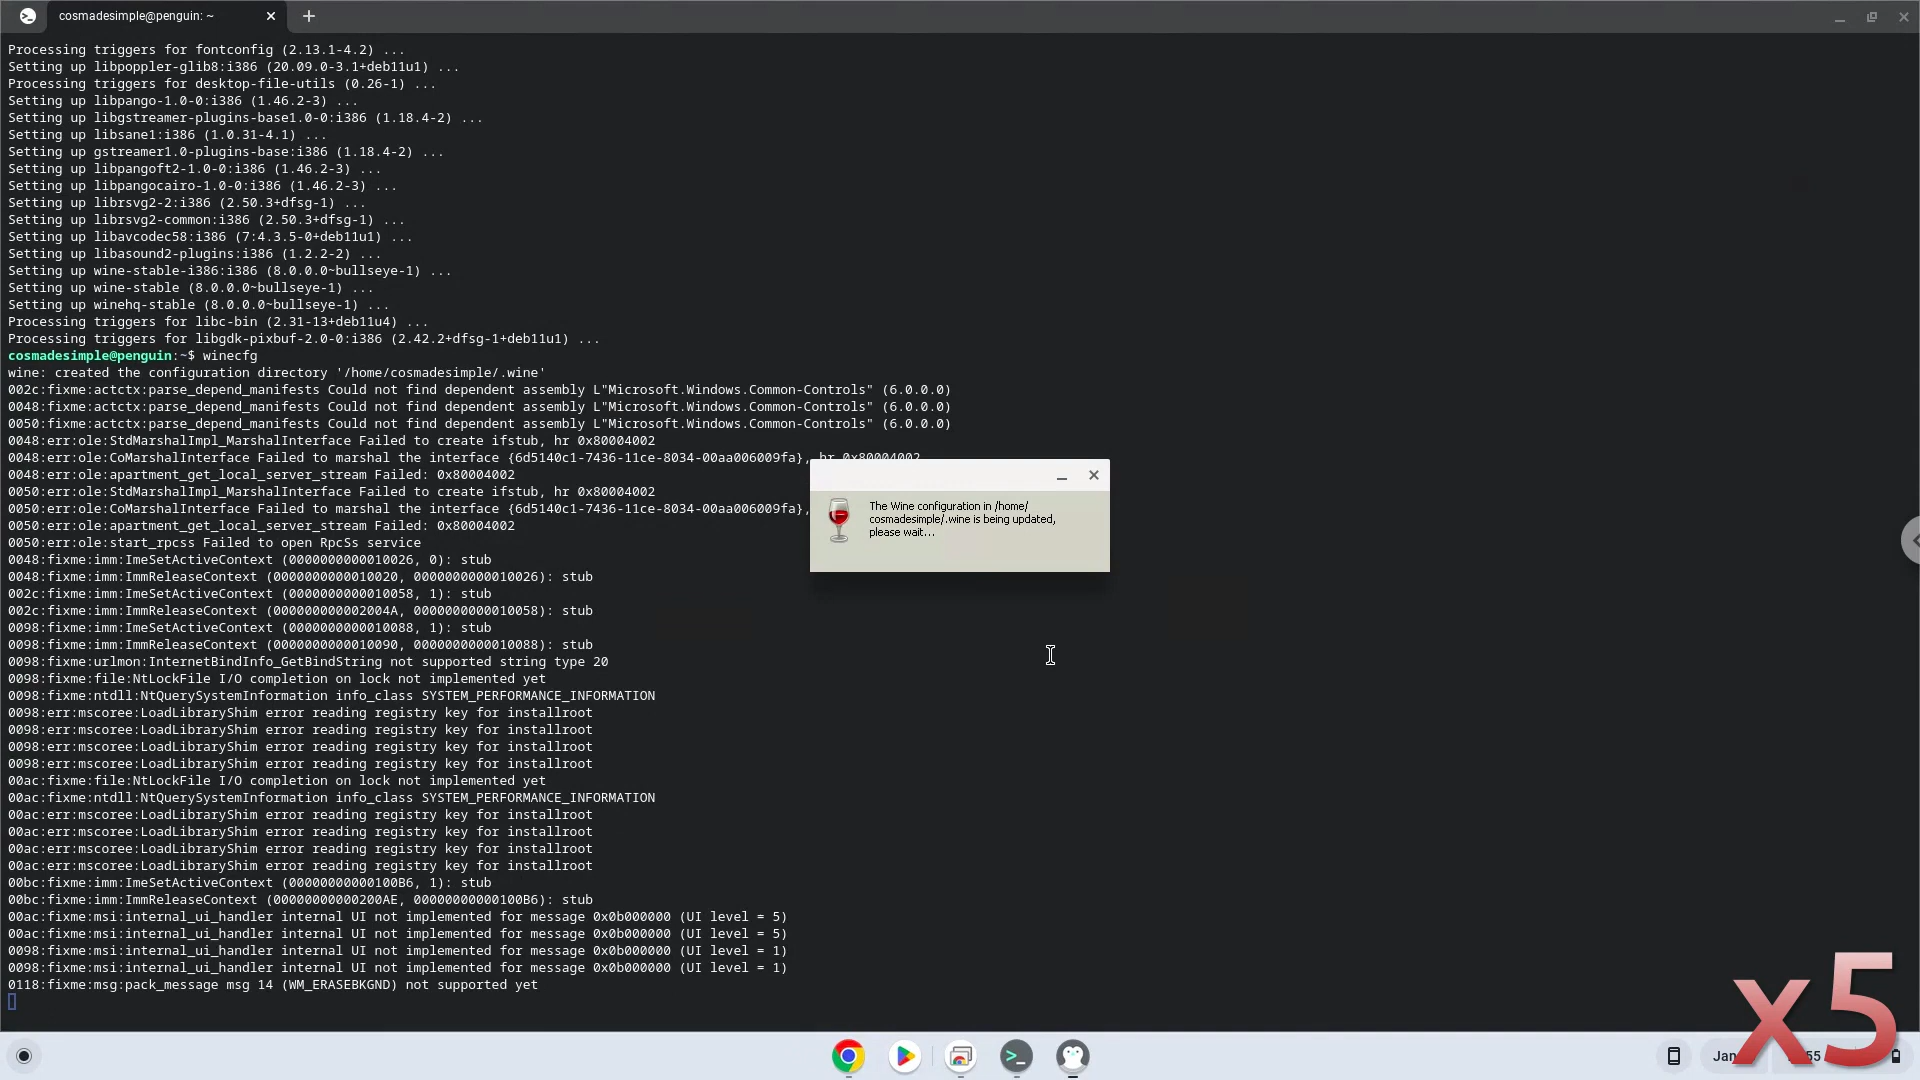 cosmadesimple@penguin: ~
Processing triggers for fontconfig (2.13.1-4.2) ...
Setting up libpoppler-glib8:i386 (20.09.0-3.1+deb11u1) ...
Processing triggers for desktop-file-utils (0.26-1) ...
Setting up libpango-1.0-0:i386 (1.46.2-3) ...
Setting up libgstreamer-plugins-base1.0-0:i386 (1.18.4-2) ...
Setting up libsane1:i386 (1.0.31-4.1) ...
Setting up gstreamer1.0-plugins-base:i386 (1.18.4-2) ...
Setting up libpangoft2-1.0-0:i386 (1.46.2-3) ...
Setting up libpangocairo-1.0-0:i386 (1.46.2-3) ...
Setting up librsvg2-2:i386 (2.50.3+dfsg-1) ...
Setting up librsvg2-common:i386 (2.50.3+dfsg-1) ...
Setting up libavcodec58:i386 (7:4.3.5-0+deb11u1) ...
Setting up libasound2-plugins:i386 (1.2.2-2) ...
Setting up wine-stable-i386:i386 (8.0.0.0~bullseye-1) ...
Setting up wine-stable (8.0.0.0~bullseye-1) ...
Setting up winehq-stable (8.0.0.0~bullseye-1) ...
Processing triggers for libc-bin (2.31-13+deb11u4) ...
Processing triggers for libgdk-pixbuf-2.0-0:i386 (2.42.2+dfsg-1+deb11u1) ...
cosmadesimple@penguin:~$ winecfg
wine: created the configuration directory '/home/cosmadesimple/.wine'
002c:fixme:actctx:parse_depend_manifests Could not find dependent assembly L"Microsoft.Windows.Common-Controls" (6.0.0.0)
0048:fixme:actctx:parse_depend_manifests Could not find dependent assembly L"Microsoft.Windows.Common-Controls" (6.0.0.0)
0050:fixme:actctx:parse_depend_manifests Could not find dependent assembly L"Microsoft.Windows.Common-Controls" (6.0.0.0)
0048:err:ole:StdMarshalImpl_MarshalInterface Failed to create ifstub, hr 0x80004002
0048:err:ole:CoMarshalInterface Failed to marshal the interface {6d5140c1-7436-11ce-8034-00aa006009fa}, hr 0x80004002
0048:err:ole:apartment_get_local_server_stream Failed: 0x80004002
0050:err:ole:StdMarshalImpl_MarshalInterface Failed to create ifstub, hr 0x80004002
0050:err:ole:CoMarshalInterface Failed to marshal the interface {6d5140c1-7436-11ce-8034-00aa006009fa},
0050:err:ole:apartment_get_local_server_stream Failed: 0x80004002
0050:err:ole:start_rpcss Failed to open RpcSs service
0048:fixme:imm:ImeSetActiveContext (0000000000010026, 0): stub
0048:fixme:imm:ImmReleaseContext (0000000000010020, 0000000000010026): stub
002c:fixme:imm:ImeSetActiveContext (0000000000010058, 1): stub
002c:fixme:imm:ImmReleaseContext (000000000002004A, 0000000000010058): stub
0098:fixme:imm:ImeSetActiveContext (0000000000010088, 1): stub
0098:fixme:imm:ImmReleaseContext (0000000000010090, 0000000000010088): stub
0098:fixme:urlmon:InternetBindInfo_GetBindString not supported string type 20
0098:fixme:file:NtLockFile I/O completion on lock not implemented yet
0098:fixme:ntdll:NtQuerySystemInformation info_class SYSTEM_PERFORMANCE_INFORMATION
0098:err:mscoree:LoadLibraryShim error reading registry key for installroot
0098:err:mscoree:LoadLibraryShim error reading registry key for installroot
0098:err:mscoree:LoadLibraryShim error reading registry key for installroot
0098:err:mscoree:LoadLibraryShim error reading registry key for installroot
00ac:fixme:file:NtLockFile I/O completion on lock not implemented yet
00ac:fixme:ntdll:NtQuerySystemInformation info_class SYSTEM_PERFORMANCE_INFORMATION
00ac:err:mscoree:LoadLibraryShim error reading registry key for installroot
00ac:err:mscoree:LoadLibraryShim error reading registry key for installroot
00ac:err:mscoree:LoadLibraryShim error reading registry key for installroot
00ac:err:mscoree:LoadLibraryShim error reading registry key for installroot
00bc:fixme:imm:ImeSetActiveContext (00000000000100B6, 1): stub
00bc:fixme:imm:ImmReleaseContext (00000000000200AE, 00000000000100B6): stub
00ac:fixme:msi:internal_ui_handler internal UI not implemented for message 0x0b000000 (UI level = 5)
00ac:fixme:msi:internal_ui_handler internal UI not implemented for message 0x0b000000 (UI level = 5)
0098:fixme:msi:internal_ui_handler internal UI not implemented for message 0x0b000000 (UI level = 1)
0098:fixme:msi:internal_ui_handler internal UI not implemented for message 0x0b000000 (UI level = 1)
0118:fixme:msg:pack_message msg 14 (WM_ERASEBKGND) not supported yet
The Wine configuration in /home/
cosmadesimple/.wine is being updated,
please wait...
x5
Jan